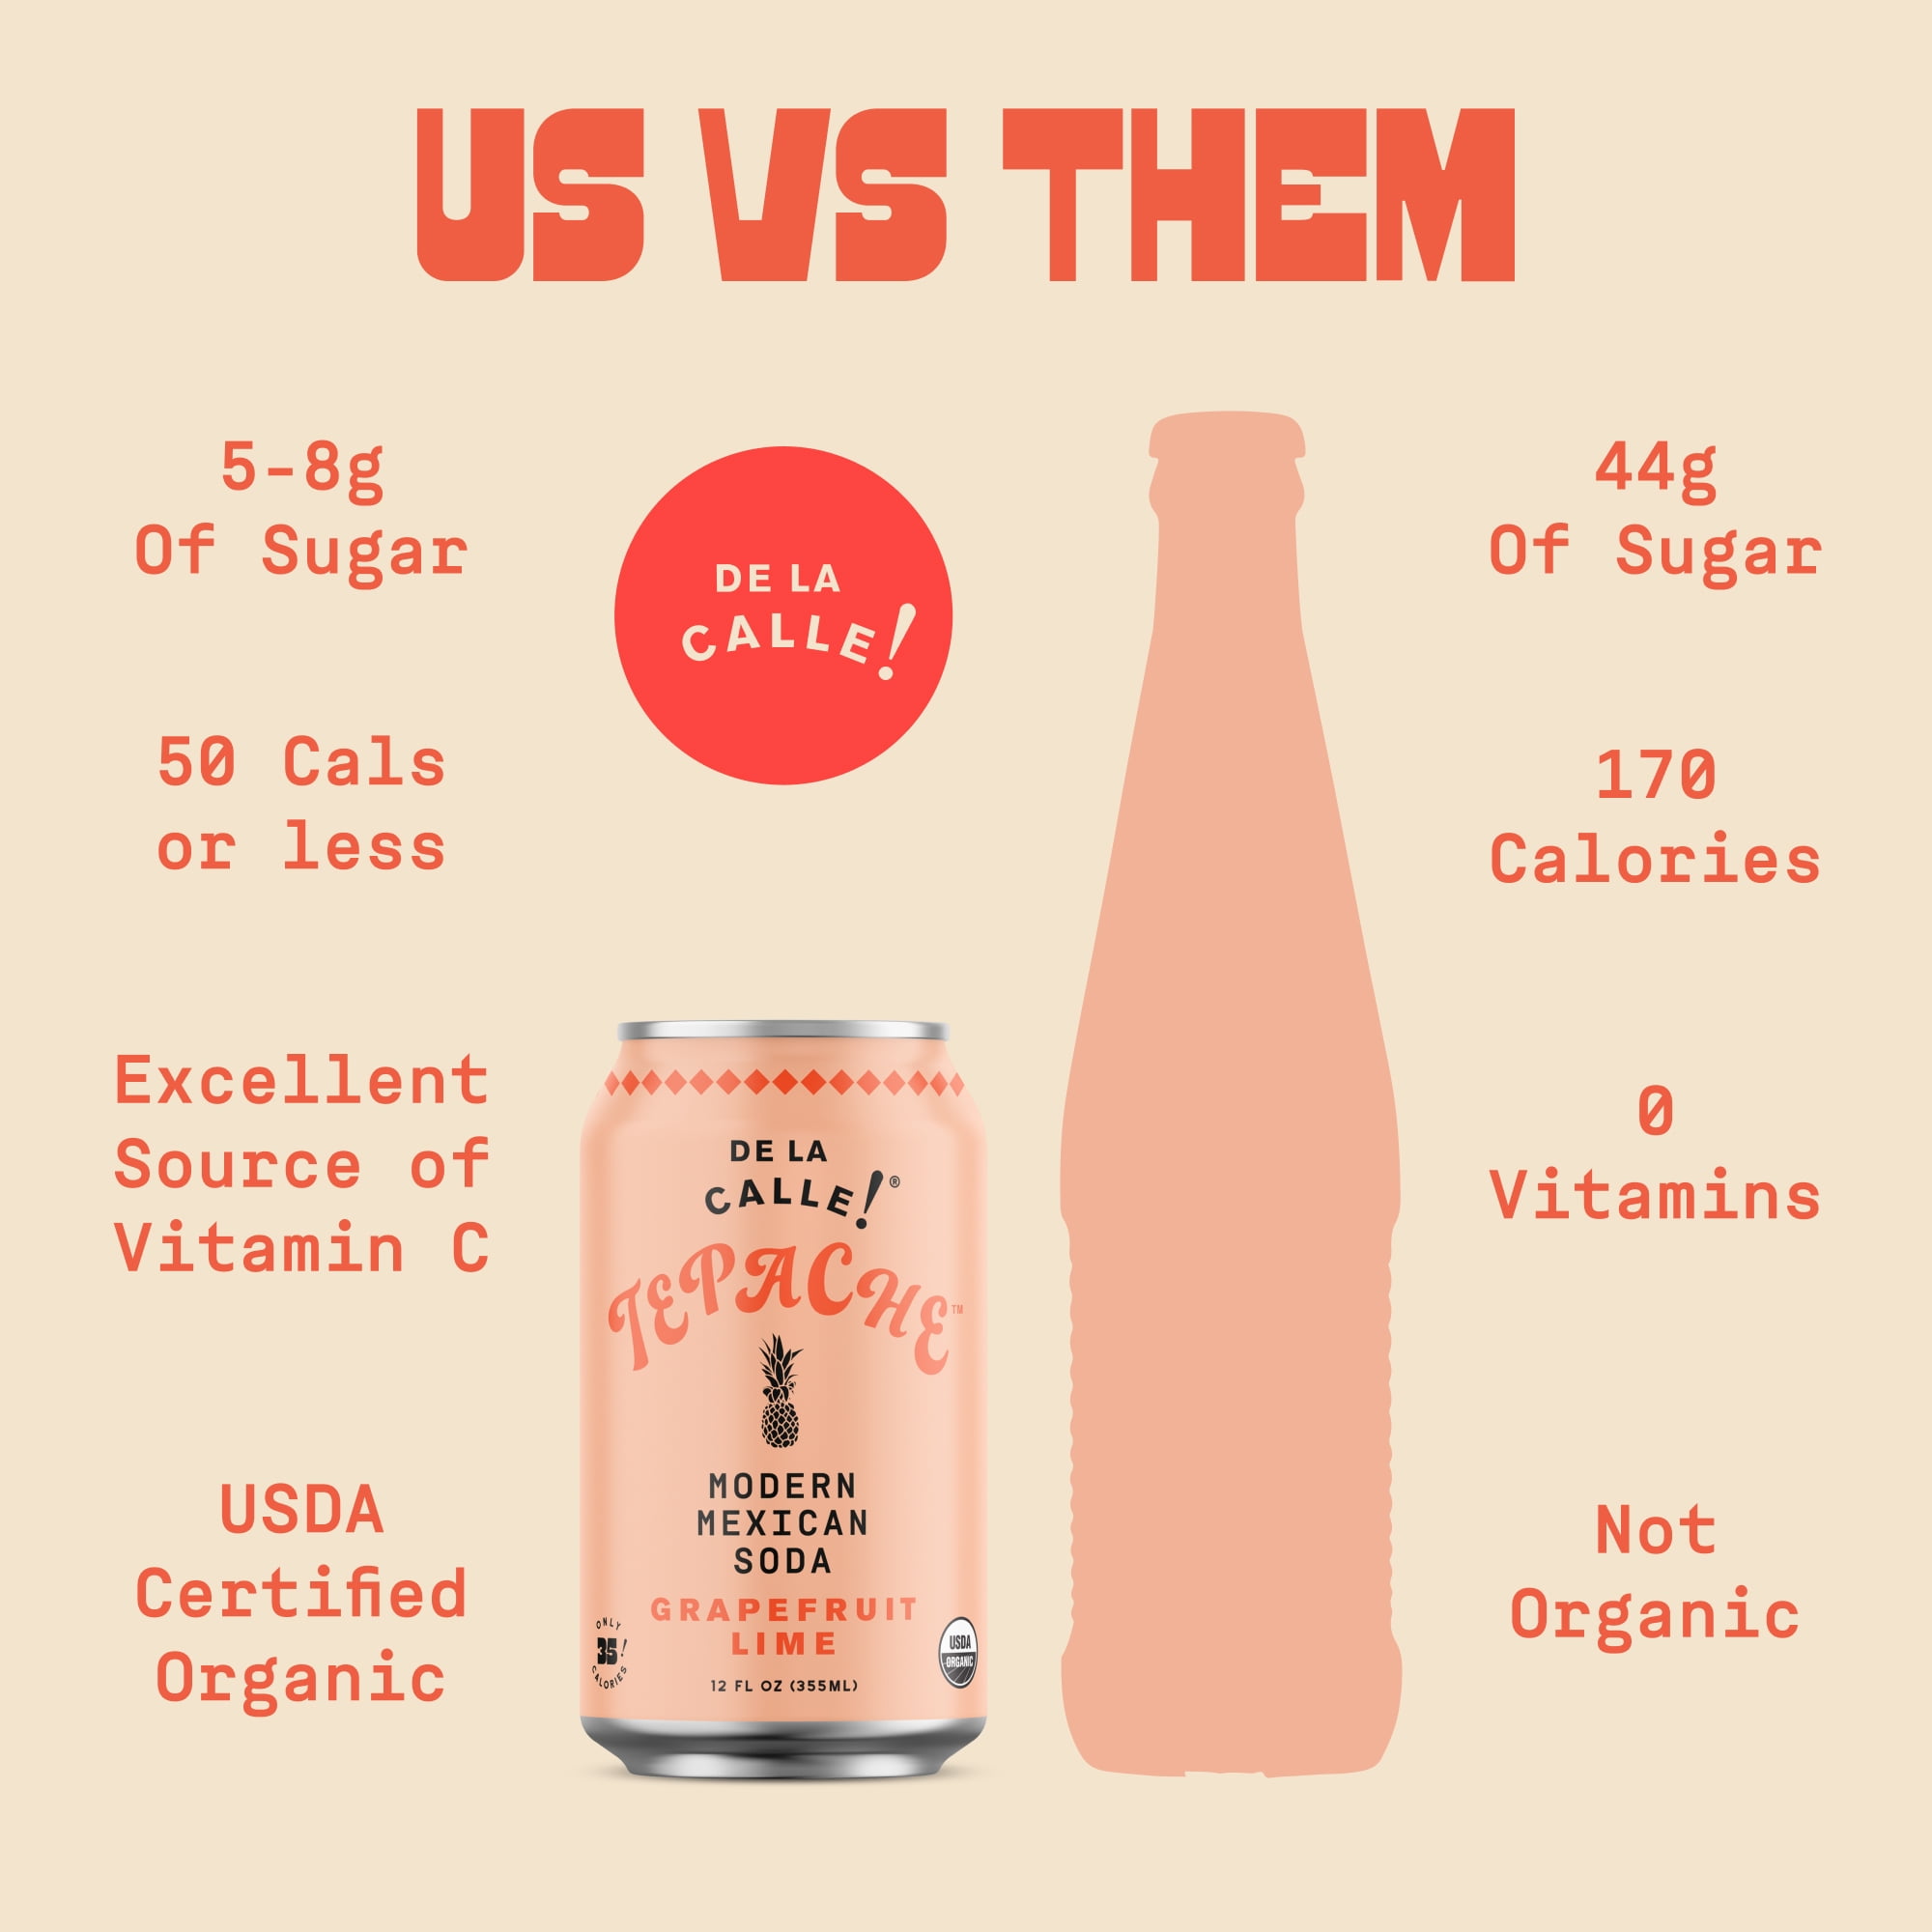 US VS THEM
5-8g
Of Sugar
50 Cals
or less
Excellent
Source of
Vitamin C
USDA
Certified
Organic
DE LA
CALLE!
DE LA
CALLE!®
TEPACHE™
MODERN
MEXICAN
SODA
GRAPEFRUIT
LIME
12 FL OZ (355ML)
ONLY
35!
CALORIES
USDA
ORGANIC
44g
Of Sugar
170
Calories
0
Vitamins
Not
Organic